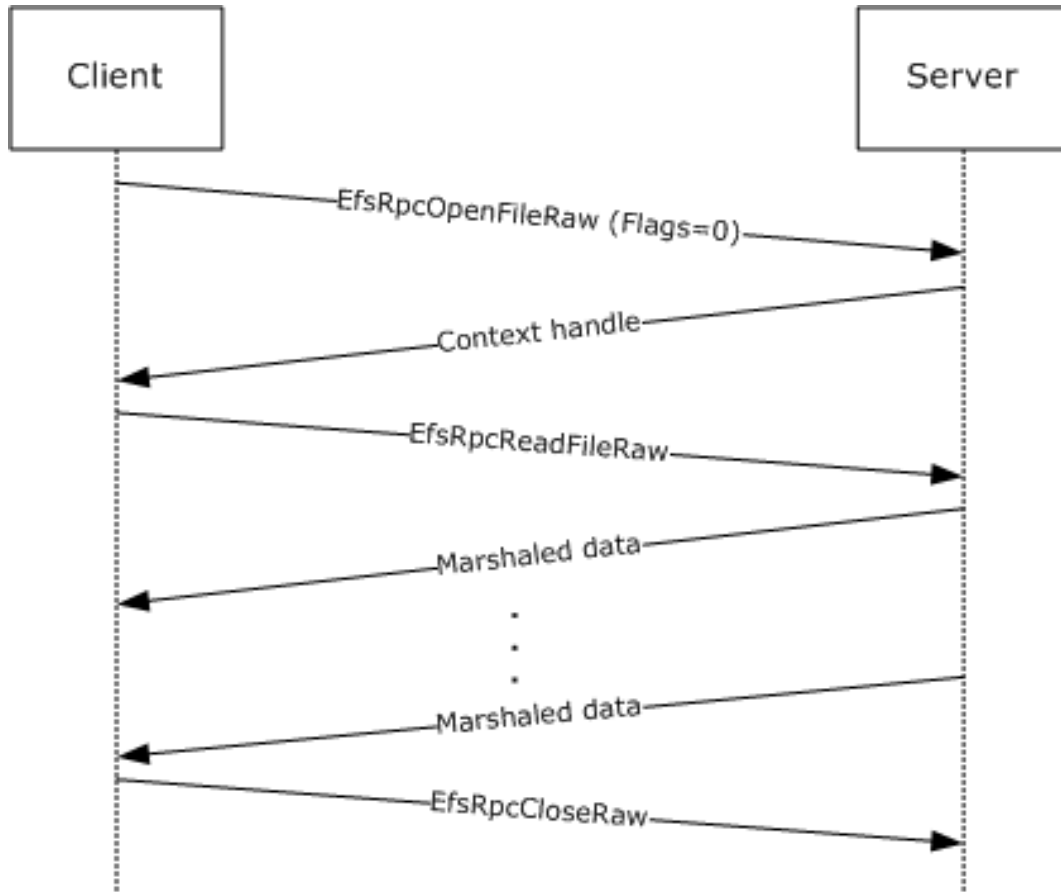 Client
Server
EfsRpcOpenFileRaw (Flags=0)
Context handle
EfsRpcReadFileRaw
Marshaled data
Marshaled data
EfsRpcCloseRaw